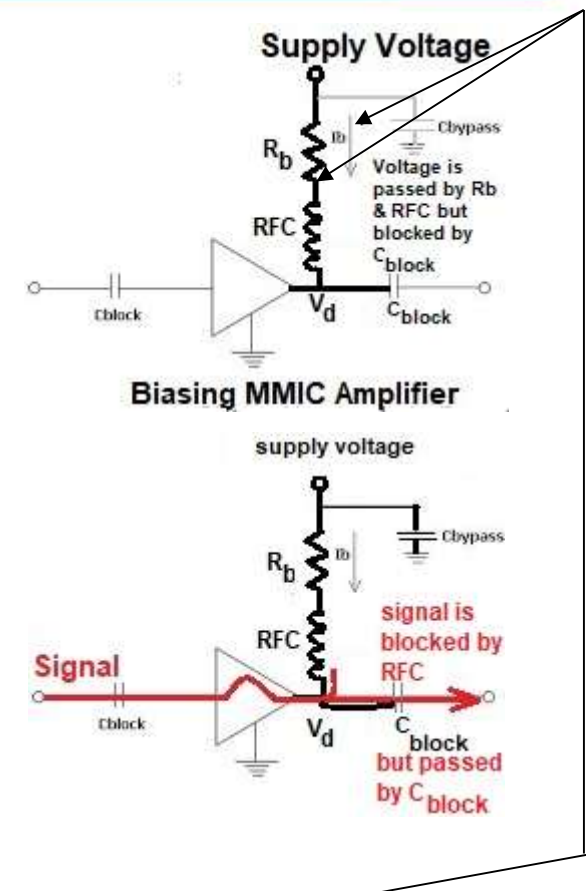 Supply Voltage
Cbypass
Ib
Rb
Voltage is
passed by Rb
& RFC but
blocked by
Cblock
RFC
Cblock
Vd
Cblock
Biasing MMIC Amplifier
supply voltage
Cbypass
Rb
Ib
signal is
blocked by
RFC
RFC
Signal
Cblock
Vd
Cblock
but passed
by Cblock